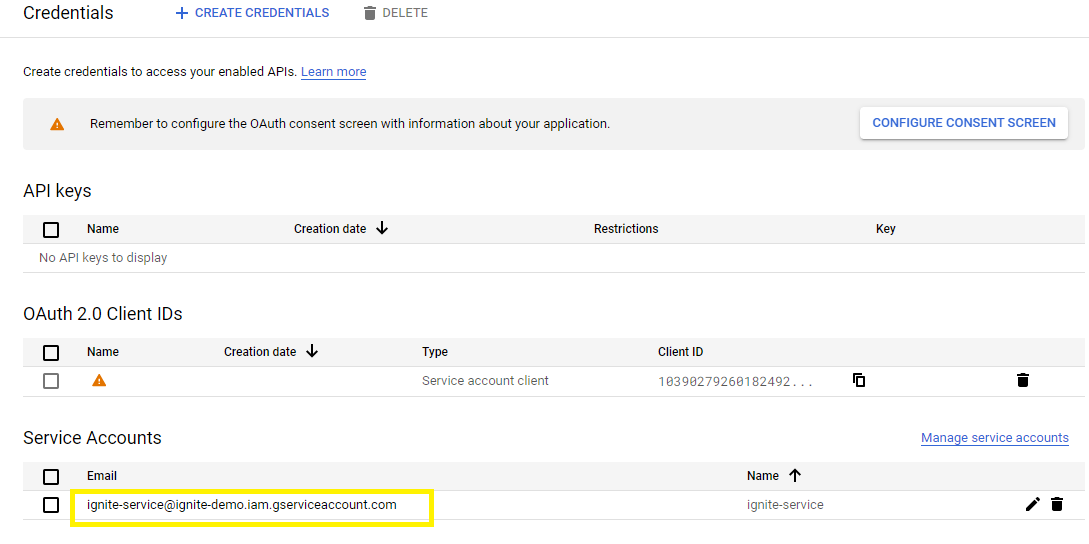 Credentials + CREATE CREDENTIALS DELETE
Create credentials to access your enabled APIs. Learn more
Remember to configure the OAuth consent screen with information about your application. CONFIGURE CONSENT SCREEN
API keys
Name Creation date Restrictions Key
No API keys to display
OAuth 2.0 Client IDs
Name Creation date Type Client ID
Service account client 10390279260182492...
Service Accounts Manage service accounts
Email Name
ignite-service@ignite-demo.iam.gserviceaccount.com ignite-service